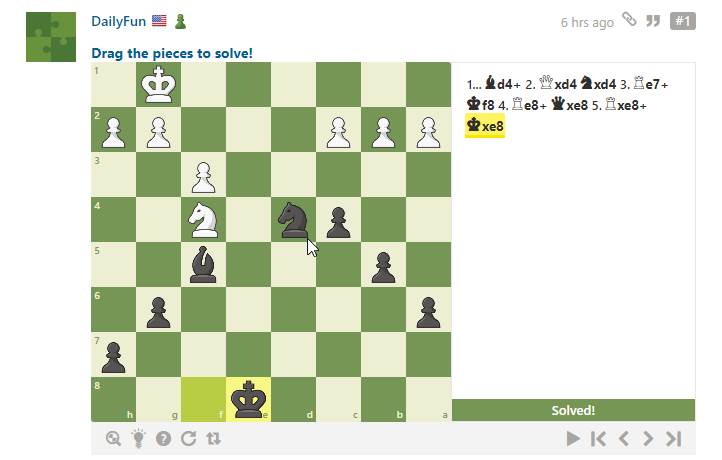 DailyFun
6 hrs ago
#1
Drag the pieces to solve!
1... ♝d4+ 2. ♕xd4 ♞xd4 3. ♖e7+
♚f8 4. ♖e8+ ♛xe8 5. ♖xe8+
♚xe8
1
2
3
4
5
6
7
8
h g f e d c b a
Solved!